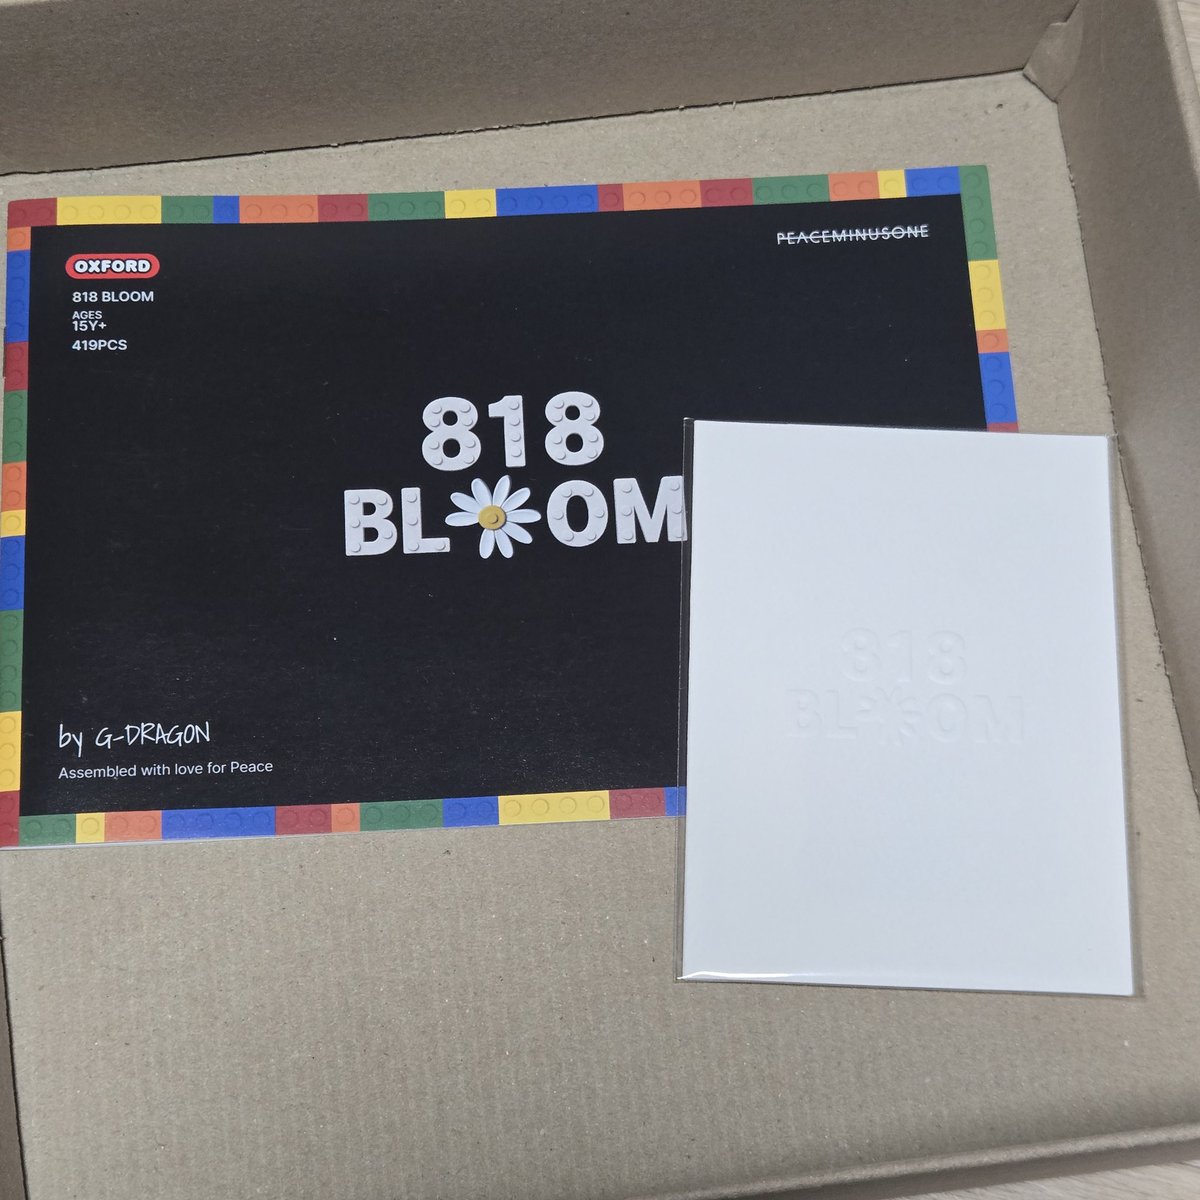 OXFORD
818 BLOOM
AGES
15Y+
419PCS
PEACEMINUSONE
818
BLOOM
by G-DRAGON
Assembled with love for Peace
818
BLOOM